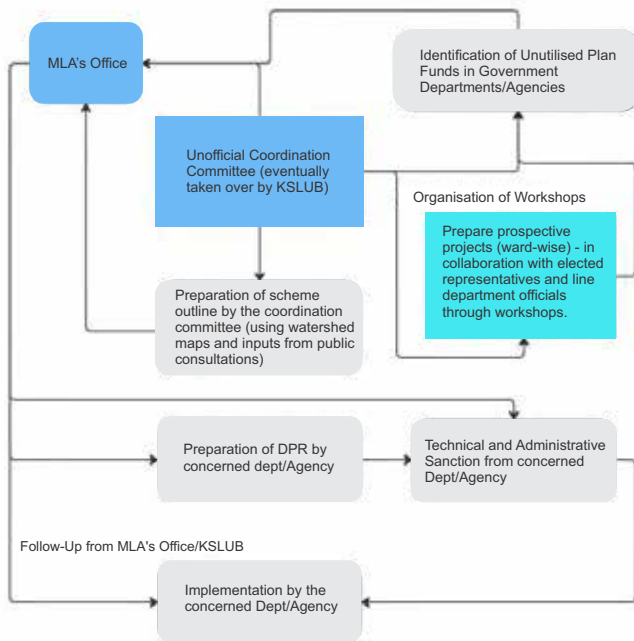 MLA's Office
Identification of Unutilised Plan
Funds in Government
Departments/Agencies
Unofficial Coordination
Committee (eventually
taken over by KSLUB)
Organisation of Workshops
Prepare prospective
projects (ward-wise) - in
collaboration with elected
representatives and line
department officials
through workshops.
Preparation of scheme
outline by the coordination
committee (using watershed
maps and inputs from public
consultations)
Preparation of DPR by
concerned dept/Agency
Technical and Administrative
Sanction from concerned
Dept/Agency
Follow-Up from MLA's Office/KSLUB
Implementation by the
concerned Dept/Agency